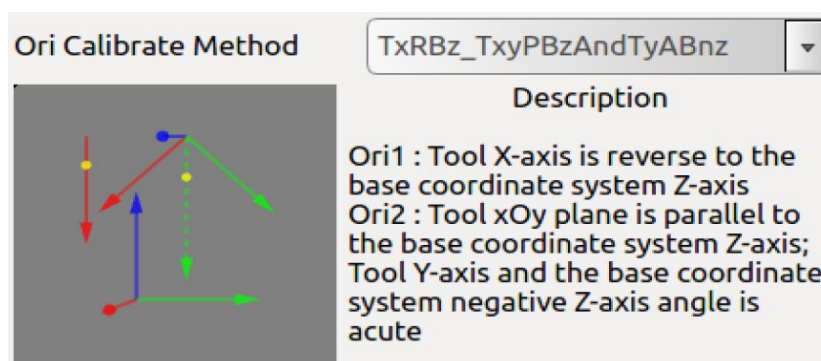 Ori Calibrate Method
TxRBz_TxyPBzAndTyABnz
Description
Ori1 : Tool X-axis is reverse to the
base coordinate system Z-axis
Ori2 : Tool xOy plane is parallel to
the base coordinate system Z-axis;
Tool Y-axis and the base coordinate
system negative Z-axis angle is
acute